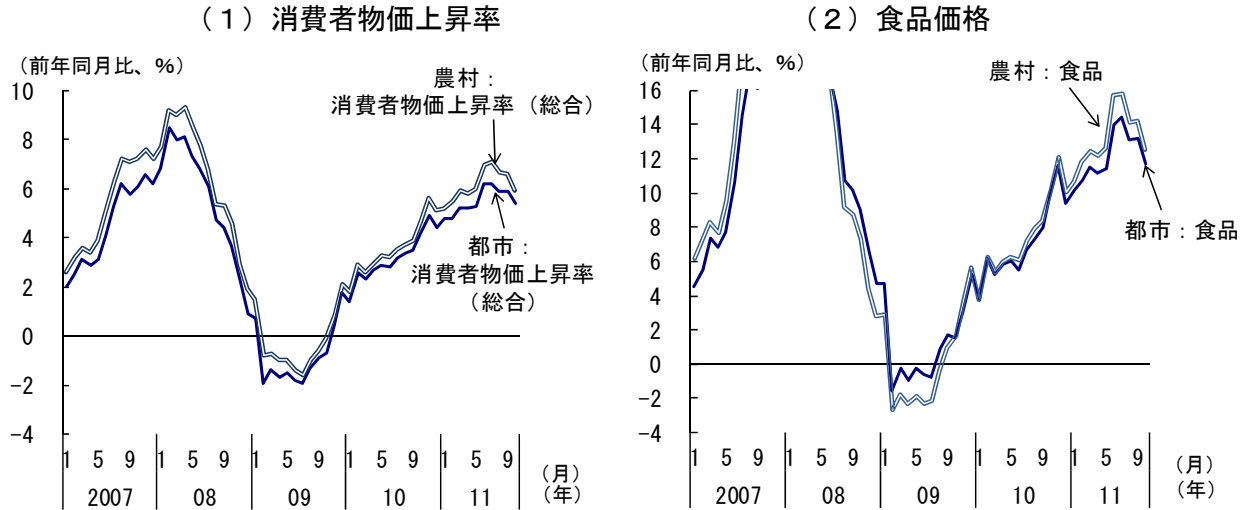 （１）消費者物価上昇率
（前年同月比、％）
農村：
消費者物価上昇率（総合）
都市：
消費者物価上昇率
（総合）
10
8
6
4
2
0
−2
−4
1 5 9 1 5 9 1 5 9 1 5 9 1 5 9
（月）
2007 08 09 10 11
（年）
（２）食品価格
（前年同月比、％）
農村：食品
都市：食品
16
14
12
10
8
6
4
2
0
−2
−4
1 5 9 1 5 9 1 5 9 1 5 9 1 5 9
（月）
2007 08 09 10 11
（年）